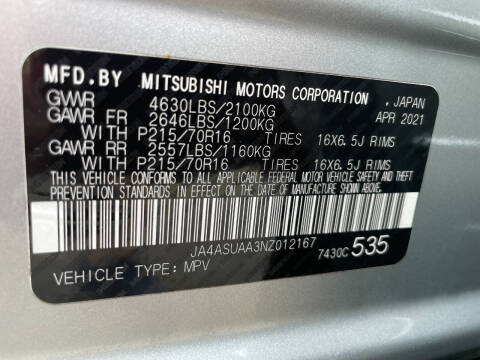 MFD.BY MITSUBISHI MOTORS CORPORATION, JAPAN
GVWR 4630LBS/2100KG APR 2021
GAWR FR 2646LBS/1200KG
WITH P215/70R16 TIRES 16X6.5J RIMS
GAWR RR 2557LBS/1160KG
WITH P215/70R16 TIRES 16X6.5J RIMS
THIS VEHICLE CONFORMS TO ALL APPLICABLE FEDERAL MOTOR VEHICLE SAFETY AND THEFT
PREVENTION STANDARDS IN EFFECT ON THE DATE OF MANUFACTURE SHOWN ABOVE.
JA4ASUAA3NZ012167
VEHICLE TYPE: MPV 7430C 535